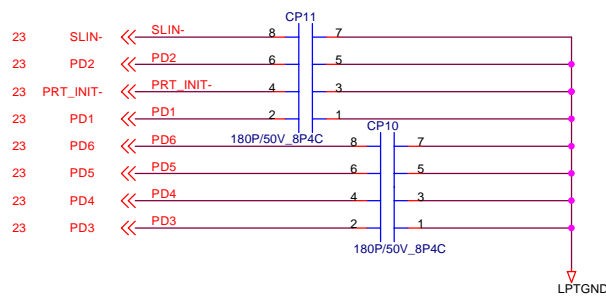 CP11
23 SLIN- SLIN- 8 7
23 PD2 PD2 6 5
23 PRT_INIT- PRT_INIT- 4 3
23 PD1 PD1 2 1
180P/50V_8P4C CP10
23 PD6 PD6 8 7
23 PD5 PD5 6 5
23 PD4 PD4 4 3
23 PD3 PD3 2 1
180P/50V_8P4C
LPTGND